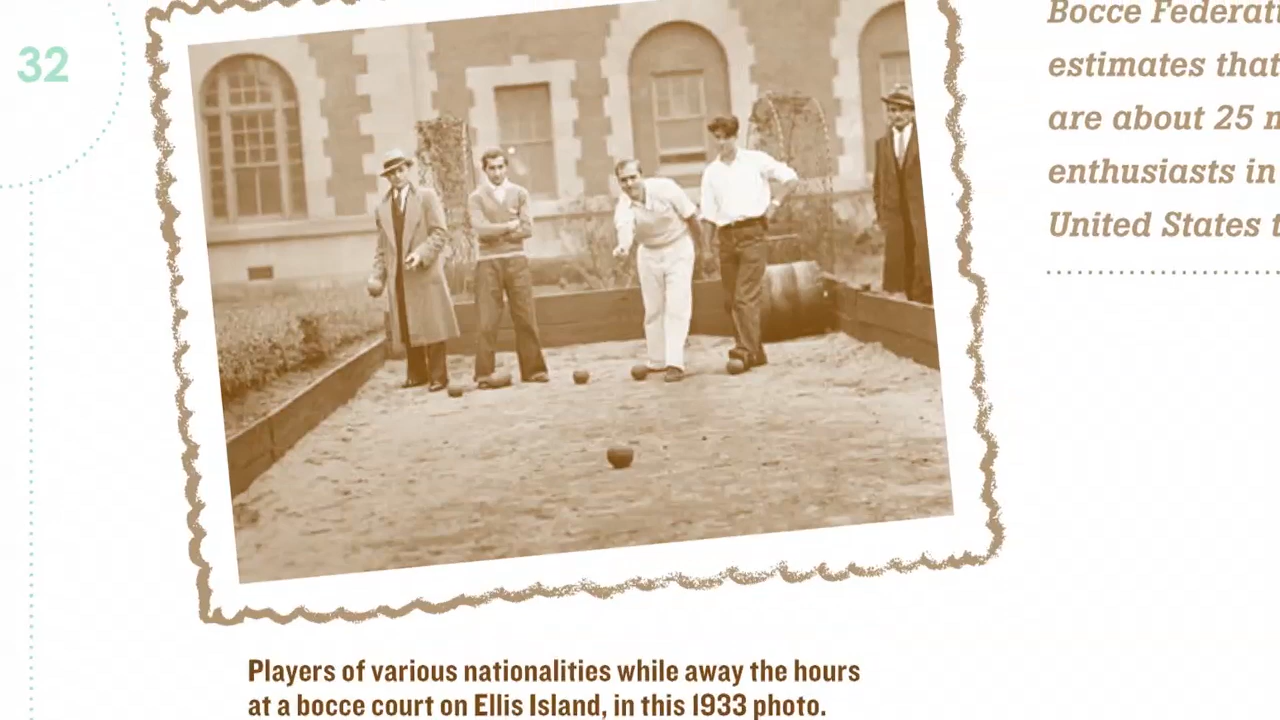 32
Bocce Federati
estimates that
are about 25 m
enthusiasts in
United States t
Players of various nationalities while away the hours
at a bocce court on Ellis Island, in this 1933 photo.